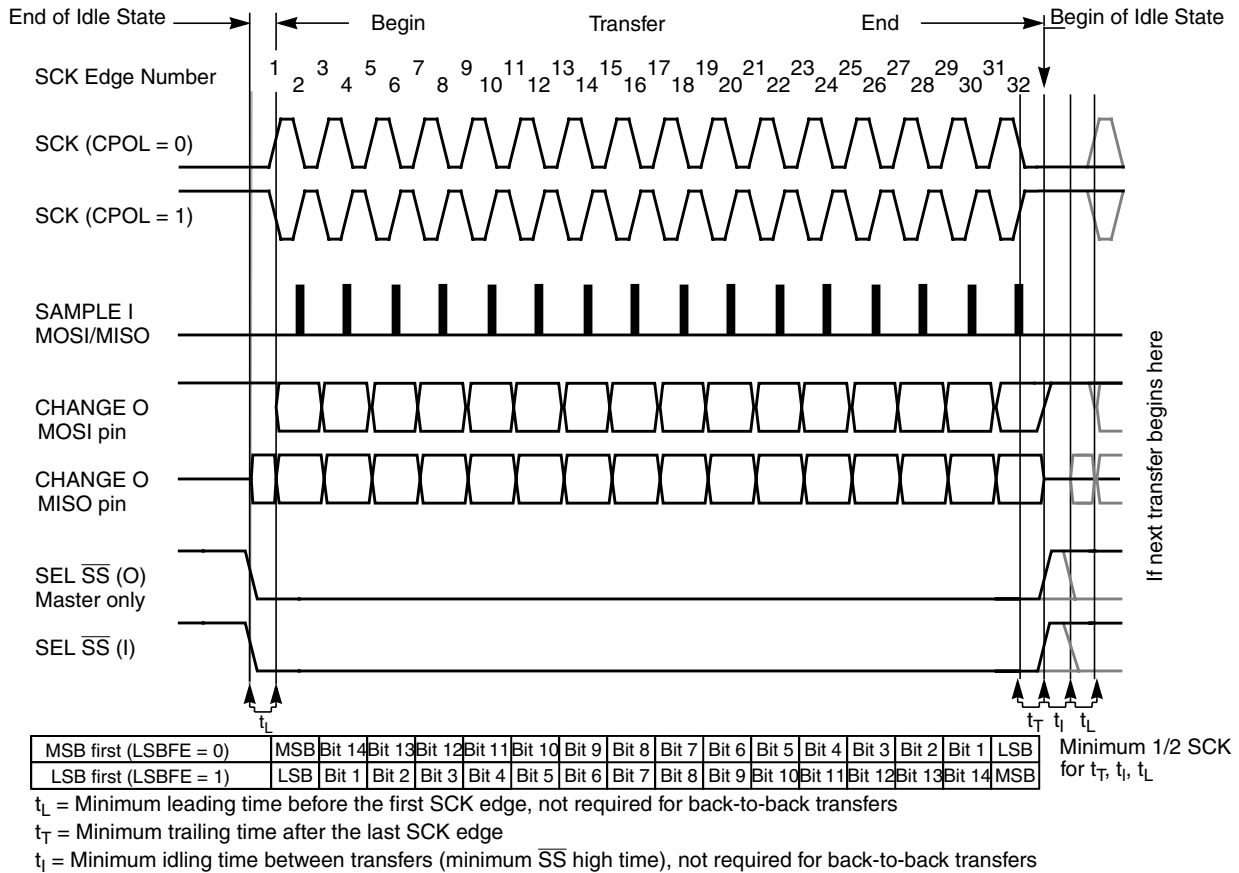 End of Idle State
Begin
Transfer
End
Begin of Idle State
SCK Edge Number
1 3 5 7 9 11 13 15 17 19 21 23 25 27 29 31
2 4 6 8 10 12 14 16 18 20 22 24 26 28 30 32
SCK (CPOL = 0)
SCK (CPOL = 1)
SAMPLE I
MOSI/MISO
CHANGE O
MOSI pin
CHANGE O
MISO pin
SEL SS (O)
Master only
SEL SS (I)
If next transfer begins here
tL
tT tI tL
MSB first (LSBFE = 0) MSB Bit 14 Bit 13 Bit 12 Bit 11 Bit 10 Bit 9 Bit 8 Bit 7 Bit 6 Bit 5 Bit 4 Bit 3 Bit 2 Bit 1 LSB
LSB first (LSBFE = 1) LSB Bit 1 Bit 2 Bit 3 Bit 4 Bit 5 Bit 6 Bit 7 Bit 8 Bit 9 Bit 10 Bit 11 Bit 12 Bit 13 Bit 14 MSB
Minimum 1/2 SCK
for tT, tI, tL
tL = Minimum leading time before the first SCK edge, not required for back-to-back transfers
tT = Minimum trailing time after the last SCK edge
tI = Minimum idling time between transfers (minimum SS high time), not required for back-to-back transfers